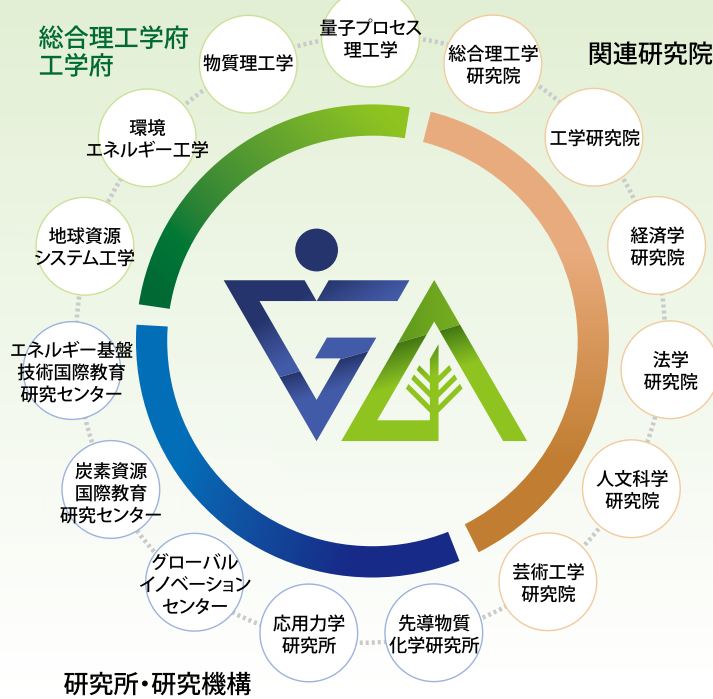 総合理工学府
工学府
量子プロセス
理工学
物質理工学
環境
エネルギー工学
地球資源
システム工学
関連研究院
総合理工学
研究院
工学研究院
経済学
研究院
法学
研究院
人文科学
研究院
芸術工学
研究院
エネルギー基盤
技術国際教育
研究センター
炭素資源
国際教育
研究センター
グローバル
イノベーション
センター
応用力学
研究所
先導物質
化学研究所
研究所・研究機構